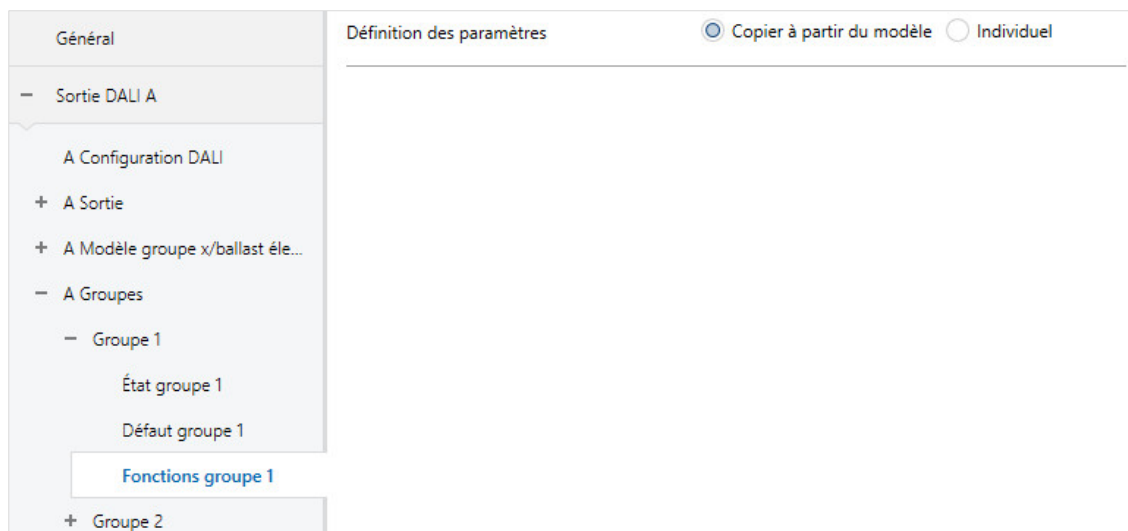 Général
Définition des paramètres Copier à partir du modèle Individuel
Sortie DALI A
A Configuration DALI
A Sortie
A Modèle groupe x/ballast éle...
A Groupes
Groupe 1
État groupe 1
Défaut groupe 1
Fonctions groupe 1
Groupe 2